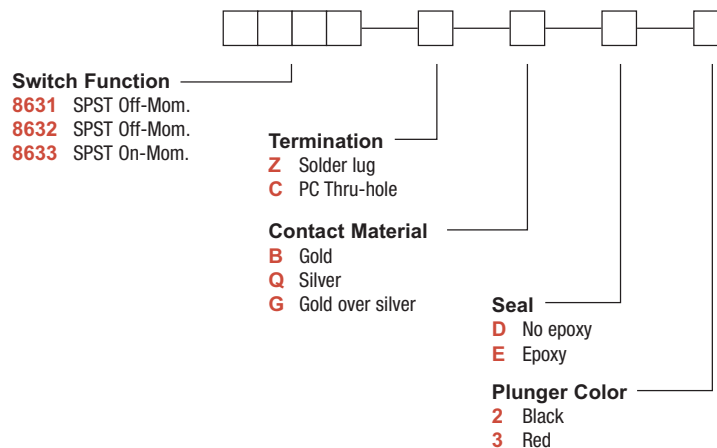 Switch Function
8631 SPST Off-Mom.
8632 SPST Off-Mom.
8633 SPST On-Mom.
Termination
Z Solder lug
C PC Thru-hole
Contact Material
B Gold
Q Silver
G Gold over silver
Seal
D No epoxy
E Epoxy
Plunger Color
2 Black
3 Red